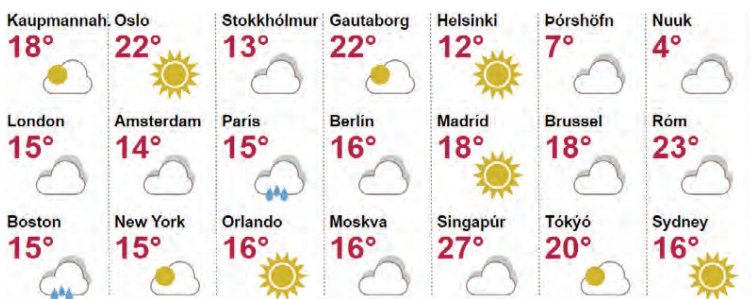 Kaupmannah. Oslo Stokkhólmur Gautaborg Helsinki Þórshöfn Nuuk
18° 22° 13° 22° 12° 7° 4°
London Amsterdam París Berlín Madríd Brussel Róm
15° 14° 15° 16° 18° 18° 23°
Boston New York Orlando Moskva Singapúr Tókýó Sydney
15° 15° 16° 16° 27° 20° 16°